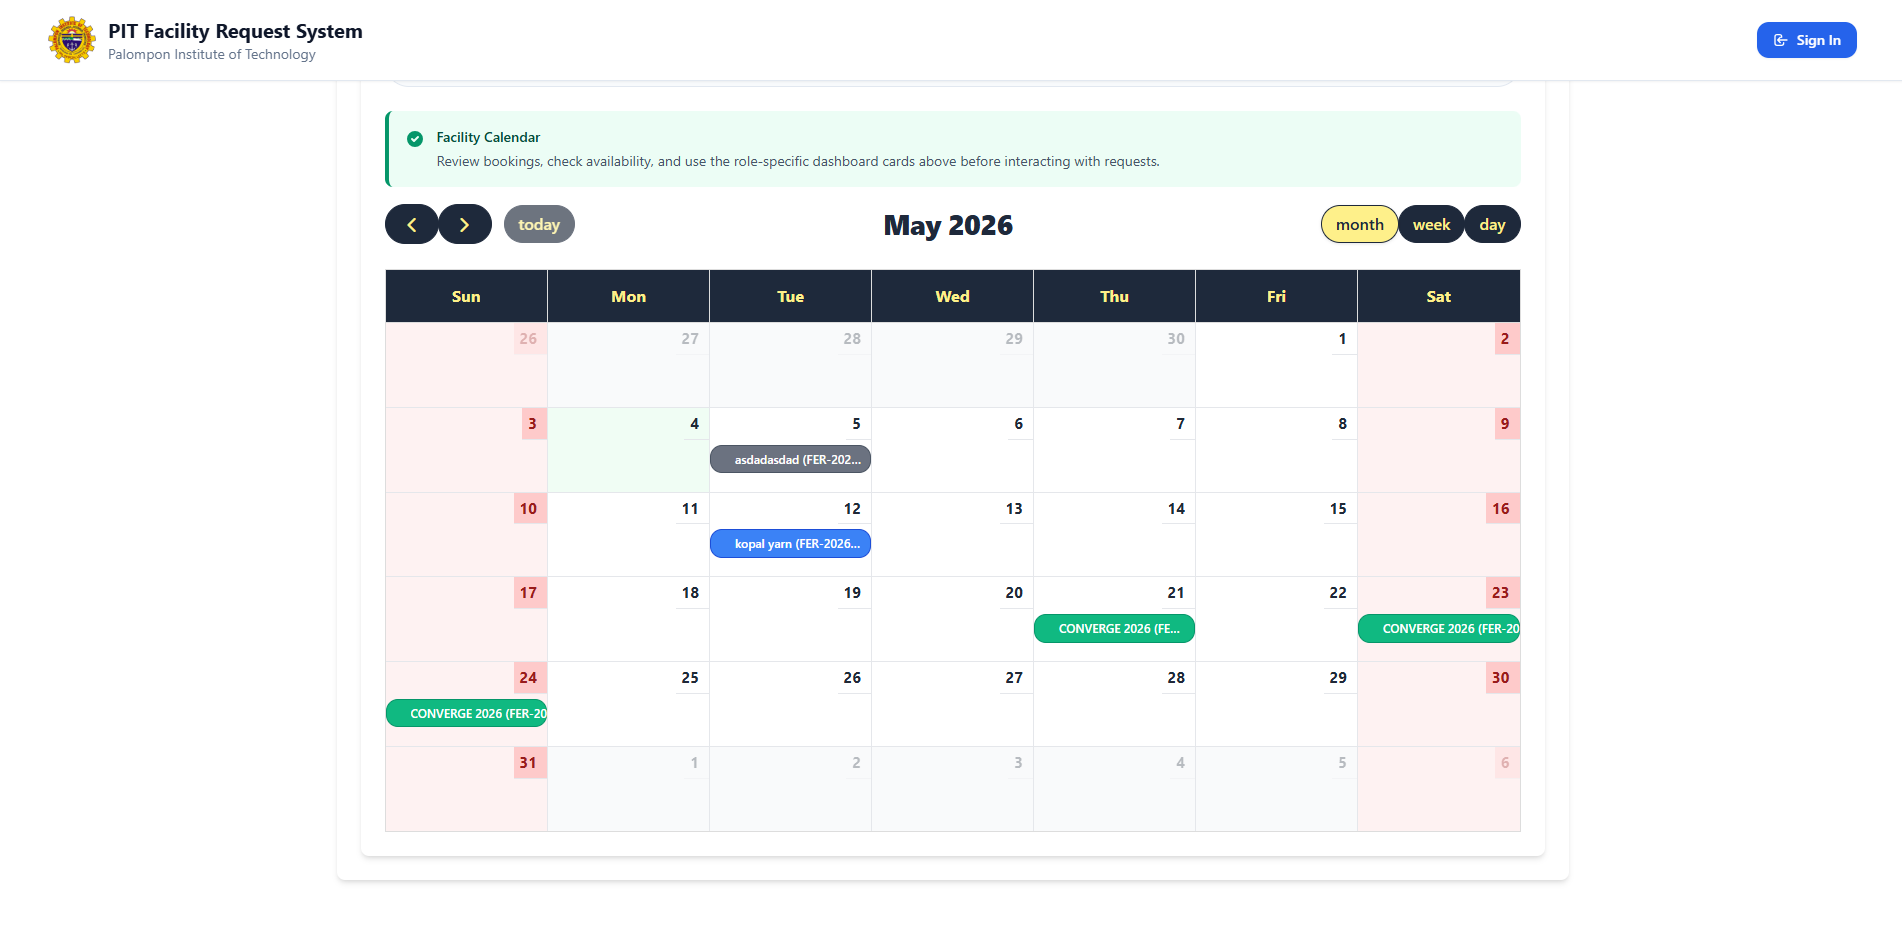 PIT Facility Request System
Palompon Institute of Technology
Sign In
Facility Calendar
Review bookings, check availability, and use the role-specific dashboard cards above before interacting with requests.
today
May 2026
month week day
Sun Mon Tue Wed Thu Fri Sat
26 27 28 29 30 1 2
3 4 5 6 7 8 9
asdadasdad (FER-202...
10 11 12 13 14 15 16
kopal yarn (FER-2026...
17 18 19 20 21 22 23
CONVERGE 2026 (FE... CONVERGE 2026 (FER-20
24 25 26 27 28 29 30
CONVERGE 2026 (FER-20
31 1 2 3 4 5 6